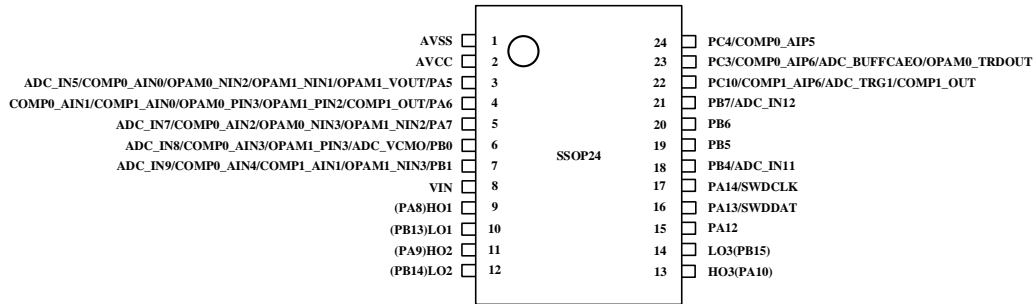 AVSS 1 24 PC4/COMP0_AIP5
AVCC 2 23 PC3/COMP0_AIP6/ADC_BUFFCAEO/OPAM0_TRDOUT
ADC_IN5/COMP0_AIN0/OPAM0_NIN2/OPAM1_NIN1/OPAM1_VOUT/PA5 3 22 PC10/COMP1_AIP6/ADC_TRG1/COMP1_OUT
COMP0_AIN1/COMP1_AIN0/OPAM0_PIN3/OPAM1_PIN2/COMP1_OUT/PA6 4 21 PB7/ADC_IN12
ADC_IN7/COMP0_AIN2/OPAM0_NIN3/OPAM1_NIN2/PA7 5 20 PB6
ADC_IN8/COMP0_AIN3/OPAM1_PIN3/ADC_VCMO/PB0 6 19 PB5
SSOP24
ADC_IN9/COMP0_AIN4/COMP1_AIN1/OPAM1_NIN3/PB1 7 18 PB4/ADC_IN11
VIN 8 17 PA14/SWDCLK
(PA8)HO1 9 16 PA13/SWDDAT
(PB13)LO1 10 15 PA12
(PA9)HO2 11 14 LO3(PB15)
(PB14)LO2 12 13 HO3(PA10)